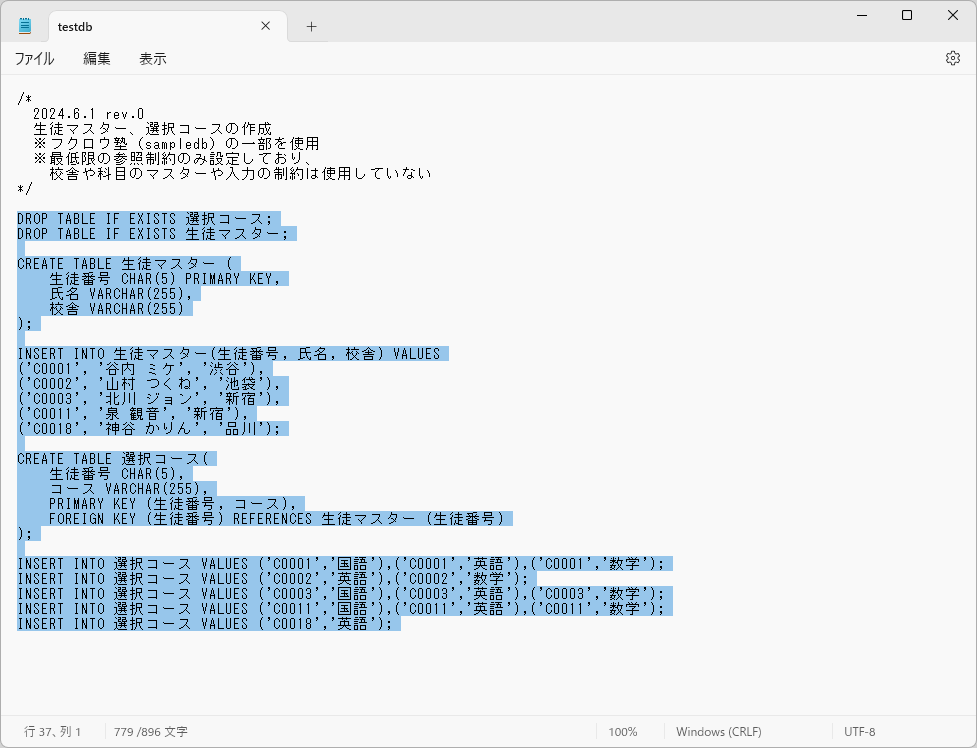 testdb
ファイル 編集 表示
/*
2024.6.1 rev.0
生徒マスター、選択コースの作成
※フクロウ塾（sampledb）の一部を使用
※最低限の参照制約のみ設定しており、
校舎や科目のマスターや入力の制約は使用していない
*/
DROP TABLE IF EXISTS 選択コース;
DROP TABLE IF EXISTS 生徒マスター;
CREATE TABLE 生徒マスター (
生徒番号 CHAR(5) PRIMARY KEY,
氏名 VARCHAR(255),
校舎 VARCHAR(255)
);
INSERT INTO 生徒マスター(生徒番号, 氏名, 校舎) VALUES
('C0001', '谷内 ミケ', '渋谷'),
('C0002', '山村 つくね', '池袋'),
('C0003', '北川 ジョン', '新宿'),
('C0011', '泉 観音', '新宿'),
('C0018', '神谷 かりん', '品川');
CREATE TABLE 選択コース(
生徒番号 CHAR(5),
コース VARCHAR(255),
PRIMARY KEY (生徒番号, コース),
FOREIGN KEY (生徒番号) REFERENCES 生徒マスター (生徒番号)
);
INSERT INTO 選択コース VALUES ('C0001','国語'),('C0001','英語'),('C0001','数学');
INSERT INTO 選択コース VALUES ('C0002','英語'),('C0002','数学');
INSERT INTO 選択コース VALUES ('C0003','国語'),('C0003','英語'),('C0003','数学');
INSERT INTO 選択コース VALUES ('C0011','国語'),('C0011','英語'),('C0011','数学');
INSERT INTO 選択コース VALUES ('C0018','英語');
行 37、列 1 779 /896 文字 100% Windows (CRLF) UTF-8